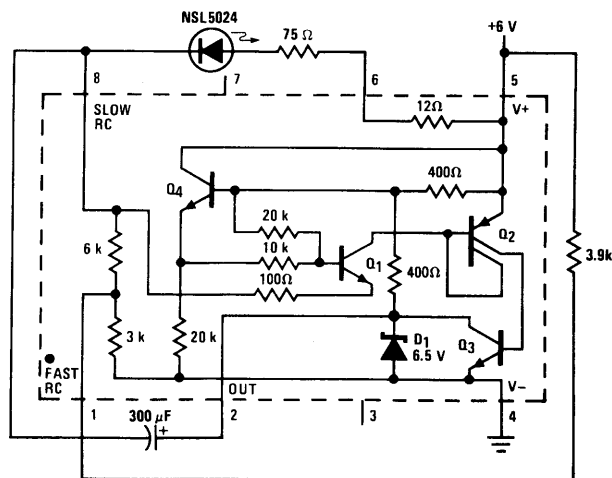 NSL5024
75 Ω
+6 V
8
7
6
5
SLOW
RC
12Ω
V+
Q4
400Ω
20 k
Q2
6 k
10 k
Q1
3.9k
100Ω
400Ω
3 k
20 k
D1
6.5 V
Q3
FAST
RC
OUT
V−
1
300 µF
+
2
3
4